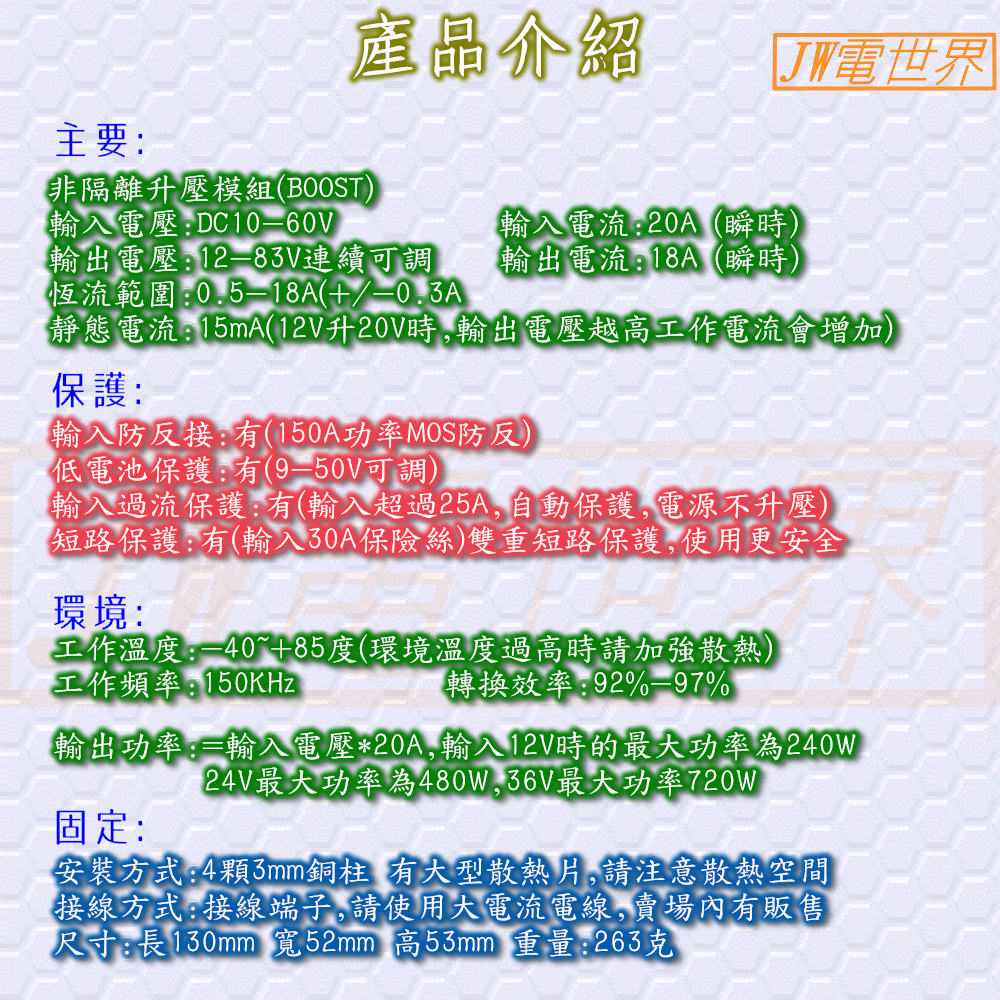 產品介紹
JW電世界
主要:
非隔離升壓模組(BOOST)
輸入電壓:DC10-60V 輸入電流:20A (瞬時)
輸出電壓:12-83V連續可調 輸出電流:18A (瞬時)
恆流範圍:0.5-18A(+/-0.3A
靜態電流:15mA(12V升20V時,輸出電壓越高工作電流會增加)
保護:
輸入防反接:有(150A功率MOS防反)
低電池保護:有(9-50V可調)
輸入過流保護:有(輸入超過25A,自動保護,電源不升壓)
短路保護:有(輸入30A保險絲)雙重短路保護,使用更安全
環境:
工作溫度:-40~+85度(環境溫度過高時請加強散熱)
工作頻率:150KHz 轉換效率:92%-97%
輸出功率:=輸入電壓*20A,輸入12V時的最大功率為240W
24V最大功率為480W,36V最大功率720W
固定:
安裝方式:4顆3mm銅柱 有大型散熱片,請注意散熱空間
接線方式:接線端子,請使用大電流電線,賣場內有販售
尺寸:長130mm 寬52mm 高53mm 重量:263克
JW電世界